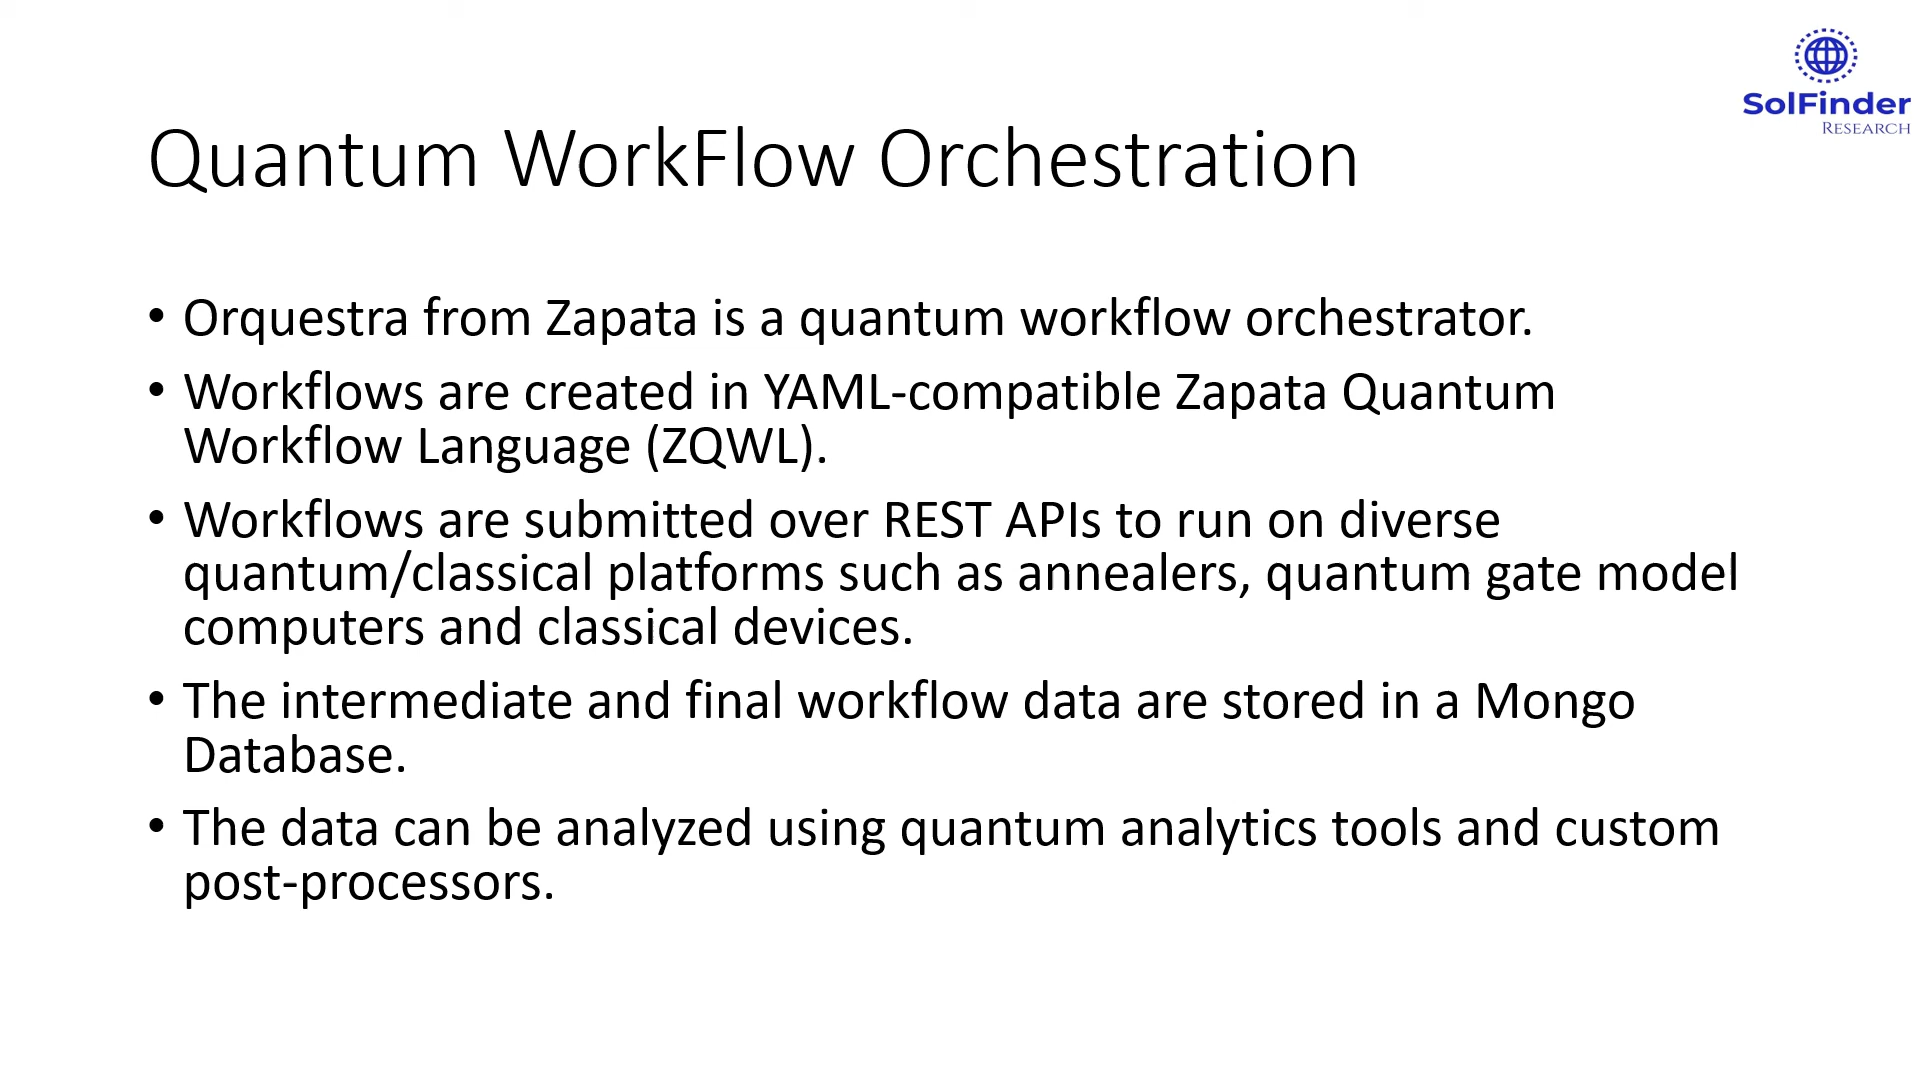 SolFinder
RESEARCH
Quantum WorkFlow Orchestration
• Orquestra from Zapata is a quantum workflow orchestrator.
• Workflows are created in YAML-compatible Zapata Quantum
Workflow Language (ZQWL).
• Workflows are submitted over REST APIs to run on diverse
quantum/classical platforms such as annealers, quantum gate model
computers and classical devices.
• The intermediate and final workflow data are stored in a Mongo
Database.
• The data can be analyzed using quantum analytics tools and custom
post-processors.